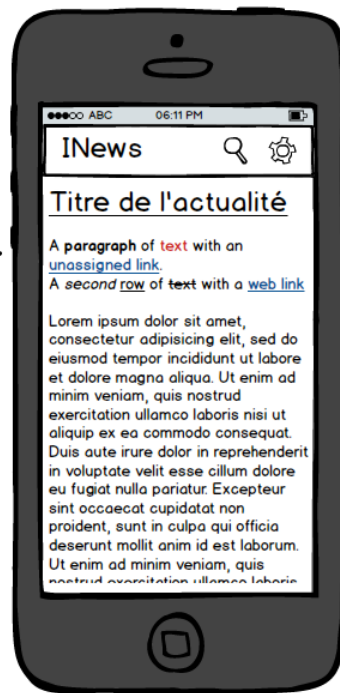 ABC 06:11 PM
INews
Titre de l'actualité
A paragraph of text with an
unassigned link.
A second row of text with a web link
Lorem ipsum dolor sit amet,
consectetur adipisicing elit, sed do
eiusmod tempor incididunt ut labore
et dolore magna aliqua. Ut enim ad
minim veniam, quis nostrud
exercitation ullamco laboris nisi ut
aliquip ex ea commodo consequat.
Duis aute irure dolor in reprehenderit
in voluptate velit esse cillum dolore
eu fugiat nulla pariatur. Excepteur
sint occaecat cupidatat non
proident, sunt in culpa qui officia
deserunt mollit anim id est laborum.
Ut enim ad minim veniam, quis
nostrud exercitation ullamco laboris